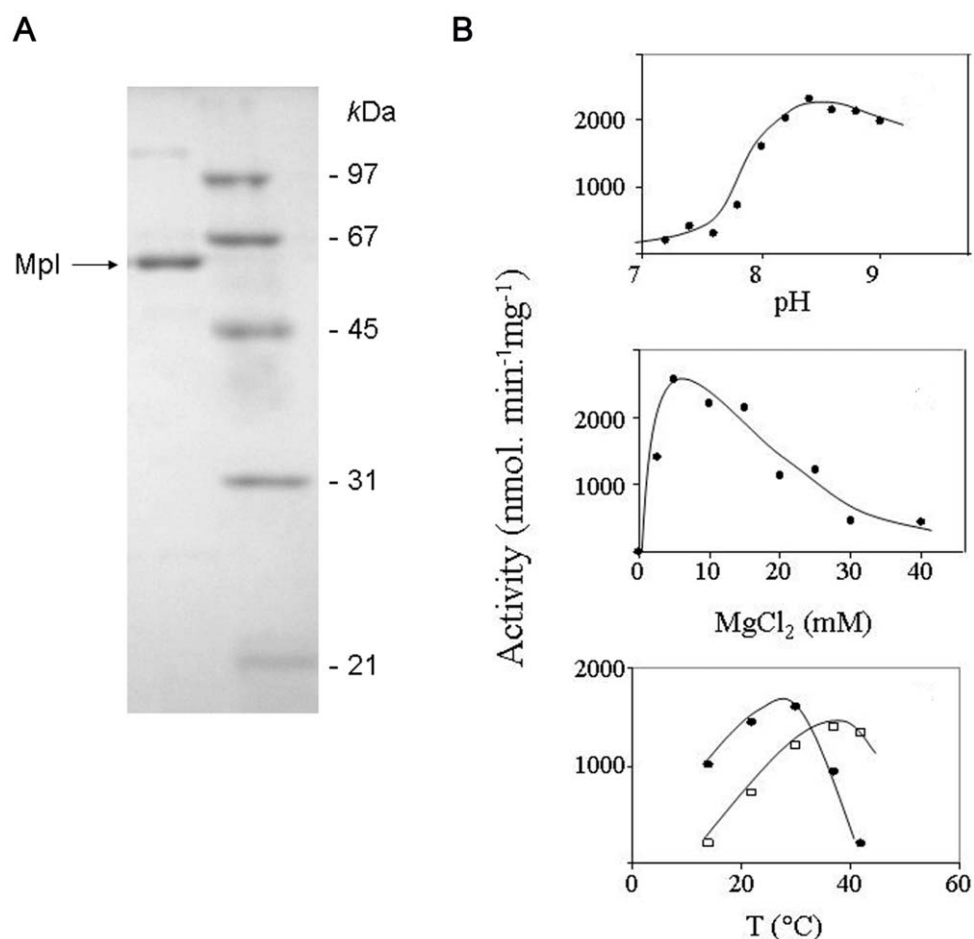 A
kDa
- 97
- 67
Mpl
- 45
- 31
- 21
B
Activity (nmol. min.⁻¹mg⁻¹)
2000
1000
7 8 9
pH
2000
1000
0 10 20 30 40
MgCl₂ (mM)
2000
1000
0
0 20 40 60
T (°C)